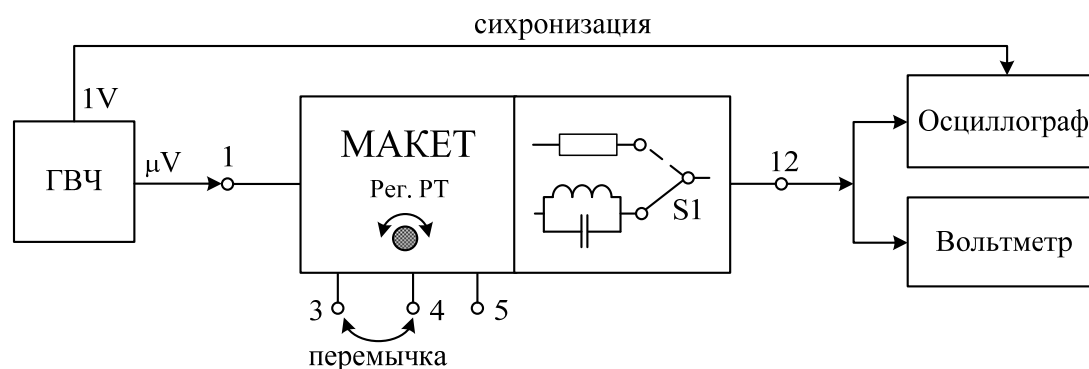 сихронизация
1V
ГВЧ
μV
1
МАКЕТ
Рег. РТ
S1
12
Осциллограф
Вольтметр
3
4
5
перемычка